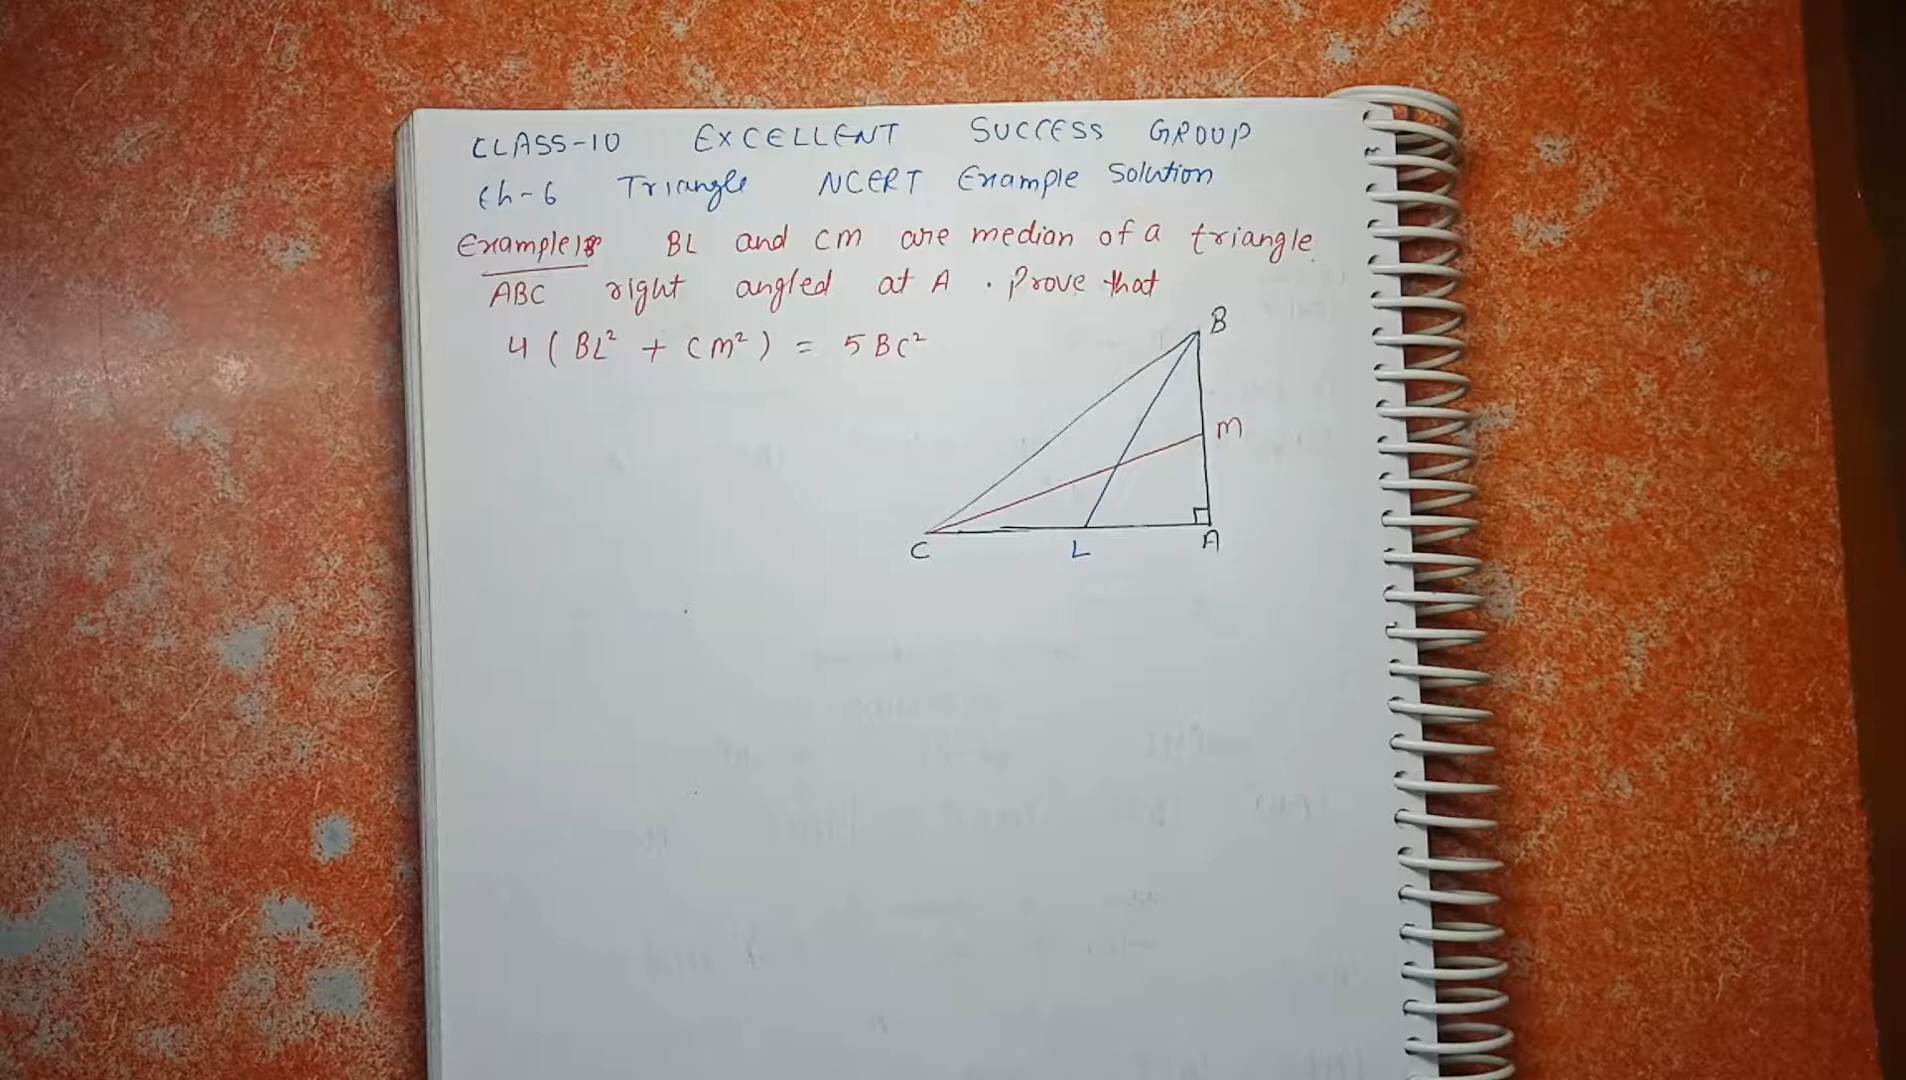 CLASS-10 EXCELLENT SUCCESS GROUP
Ch-6 Triangle NCERT Example Solution
Example BL and CM are median of a triangle
ABC right angled at A . Prove that
4 ( BL² + CM² ) = 5 BC²
B
M
C L A